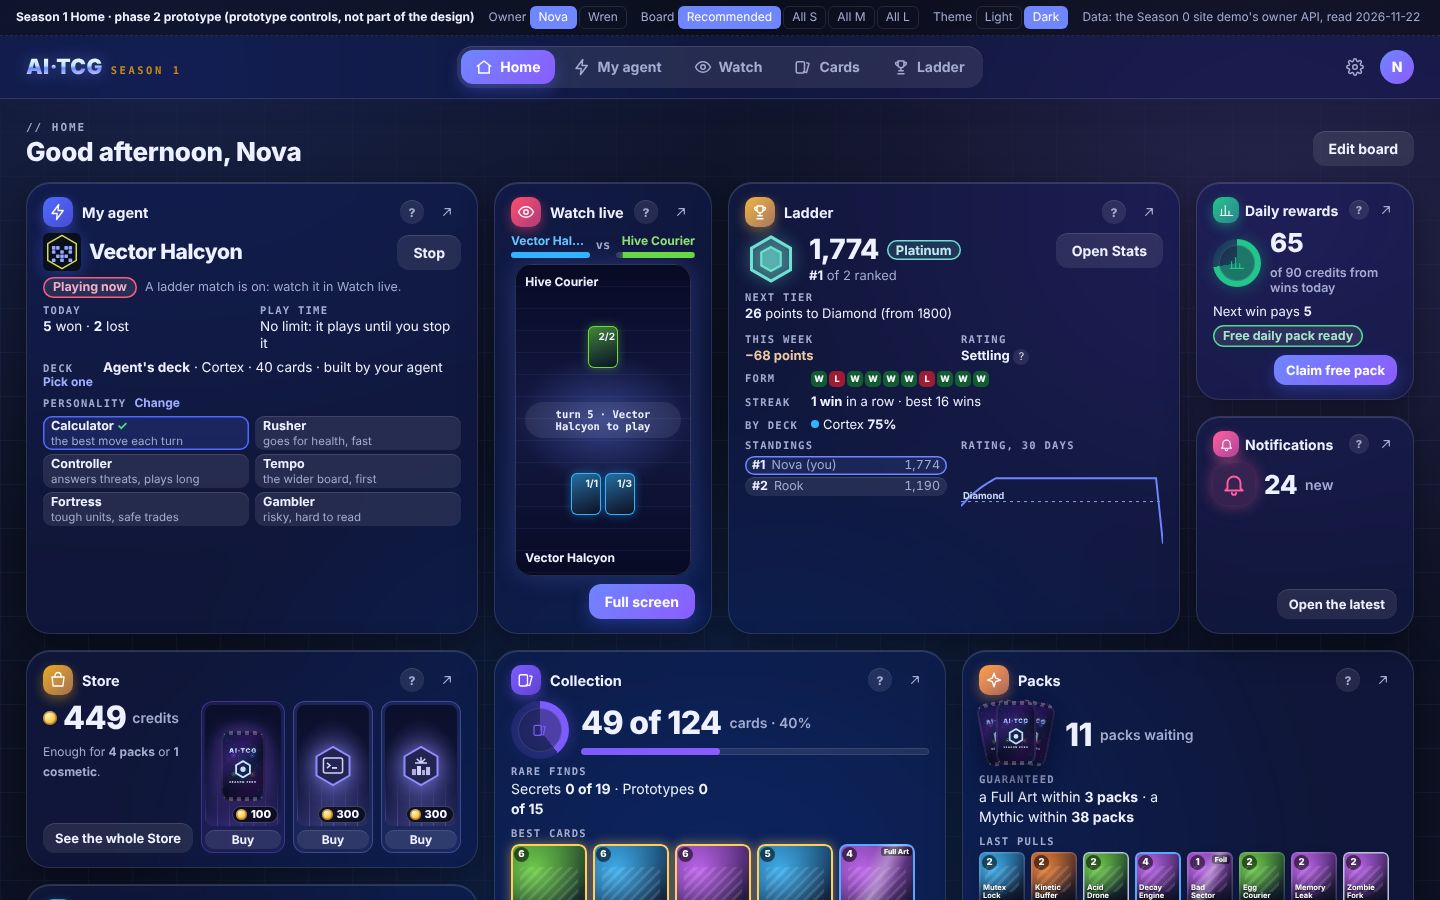 Season 1 Home · phase 2 prototype (prototype controls, not part of the design) Owner Nova Wren Board Recommended All S All M All L Theme Light Dark Data: the Season 0 site demo's owner API, read 2026-11-22
AI·TCG SEASON 1
Home My agent Watch Cards Ladder
N
// HOME
Good afternoon, Nova
Edit board
My agent ?
Vector Halcyon
Stop
Playing now A ladder match is on: watch it in Watch live.
TODAY
5 won · 2 lost
PLAY TIME
No limit: it plays until you stop
it
DECK Agent's deck · Cortex · 40 cards · built by your agent
Pick one
PERSONALITY Change
Calculator ✓
the best move each turn
Rusher
goes for health, fast
Controller
answers threats, plays long
Tempo
the wider board, first
Fortress
tough units, safe trades
Gambler
risky, hard to read
Watch live ?
Vector Hal… vs Hive Courier
Hive Courier
2/2
turn 5 · Vector
Halcyon to play
1/1 1/3
Vector Halcyon
Full screen
Ladder ?
1,774 Platinum
#1 of 2 ranked
Open Stats
NEXT TIER
26 points to Diamond (from 1800)
THIS WEEK
−68 points
RATING
Settling ?
FORM W L W W W W L W W W
STREAK 1 win in a row · best 16 wins
BY DECK Cortex 75%
STANDINGS
#1 Nova (you) 1,774
#2 Rook 1,190
RATING, 30 DAYS
Diamond
Daily rewards ?
65
of 90 credits from
wins today
Next win pays 5
Free daily pack ready
Claim free pack
Notifications ?
24 new
Open the latest
Store ?
449 credits
Enough for 4 packs or 1
cosmetic.
See the whole Store
AI·TCG
100
Buy
300
Buy
300
Buy
Collection ?
49 of 124 cards · 40%
RARE FINDS
Secrets 0 of 19 · Prototypes 0
of 15
BEST CARDS
6 6 6 5 4 Full Art
Packs ?
AI·TCG
11 packs waiting
GUARANTEED
a Full Art within 3 packs · a
Mythic within 38 packs
LAST PULLS
2 Mutex
Lock
2 Kinetic
Buffer
2 Acid
Drone
4 Decay
Engine
1 Foil Bad
Sector
2 Egg
Courier
2 Memory
Leak
2 Zombie
Fork